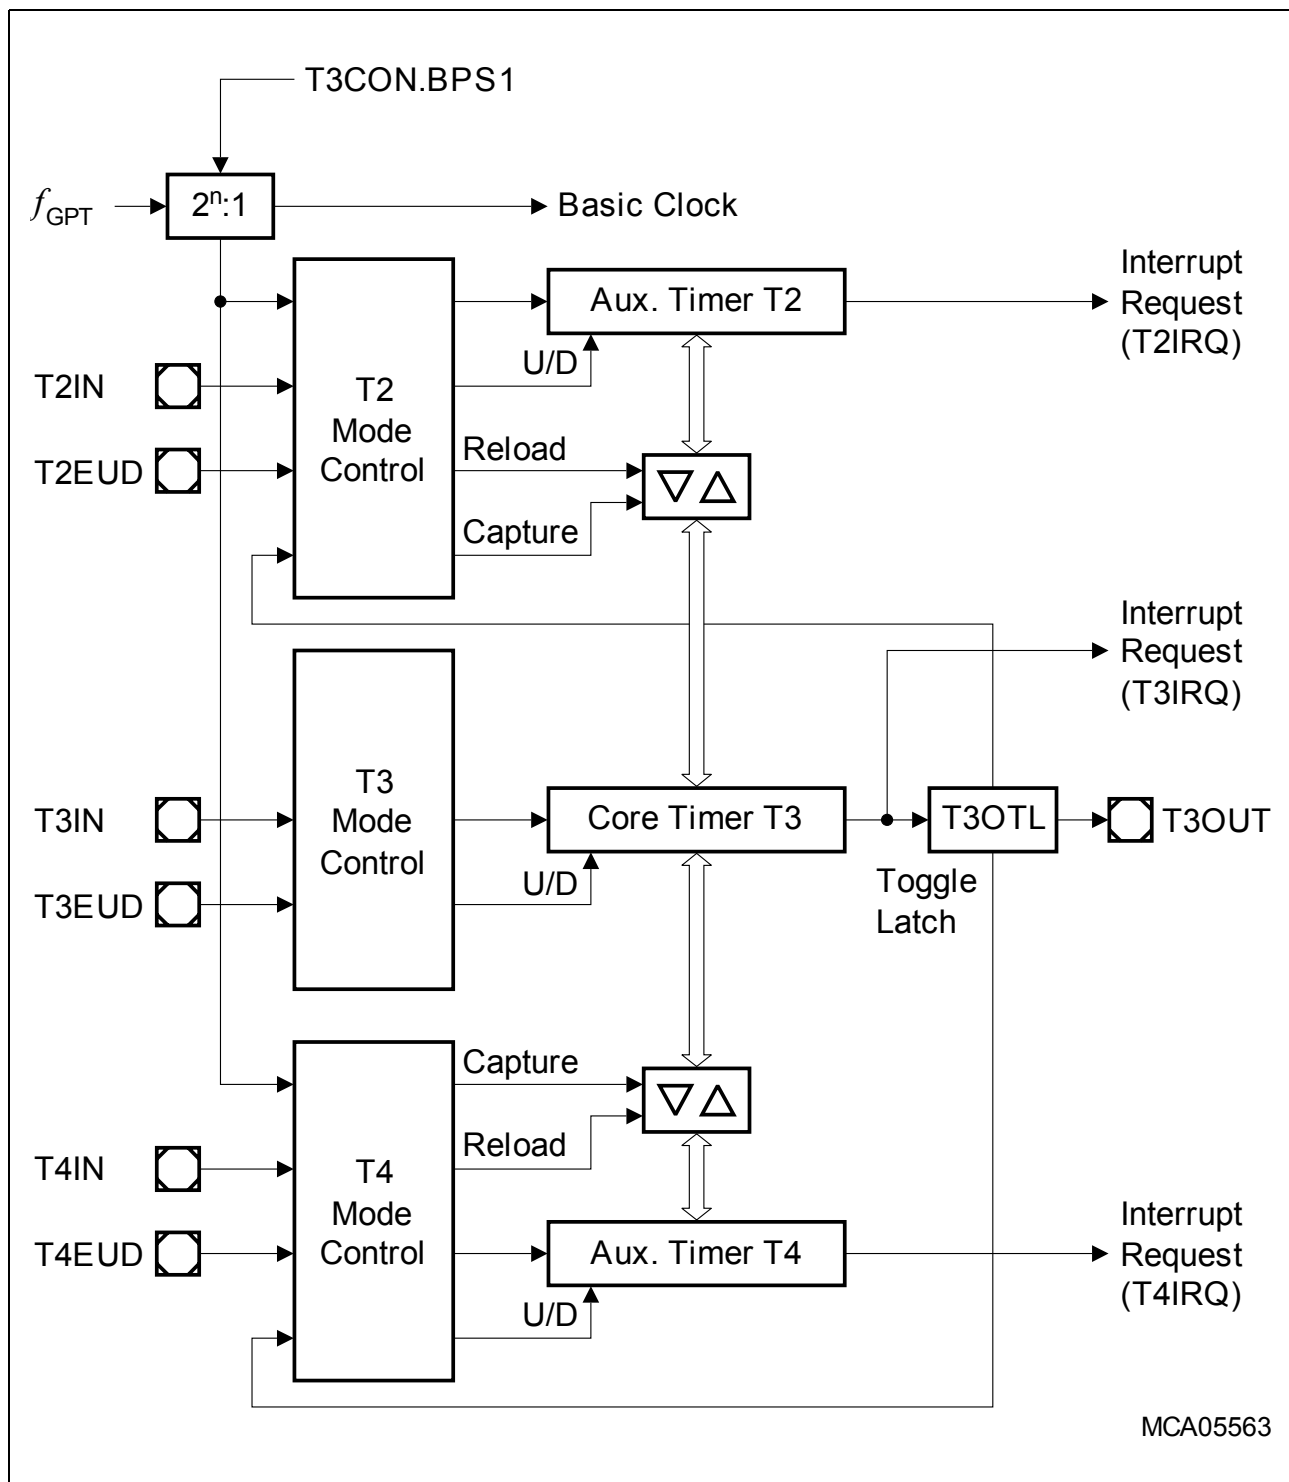 T3CON.BPS1
fGPT
2n:1
Basic Clock
Interrupt
Request
(T2IRQ)
Aux. Timer T2
U/D
T2IN
T2
Mode
Control
T2EUD
Reload
Capture
Interrupt
Request
(T3IRQ)
T3
Mode
Control
T3IN
Core Timer T3
T3OTL
T3OUT
U/D
Toggle
Latch
T3EUD
Capture
Reload
T4IN
T4
Mode
Control
T4EUD
Aux. Timer T4
U/D
Interrupt
Request
(T4IRQ)
MCA05563